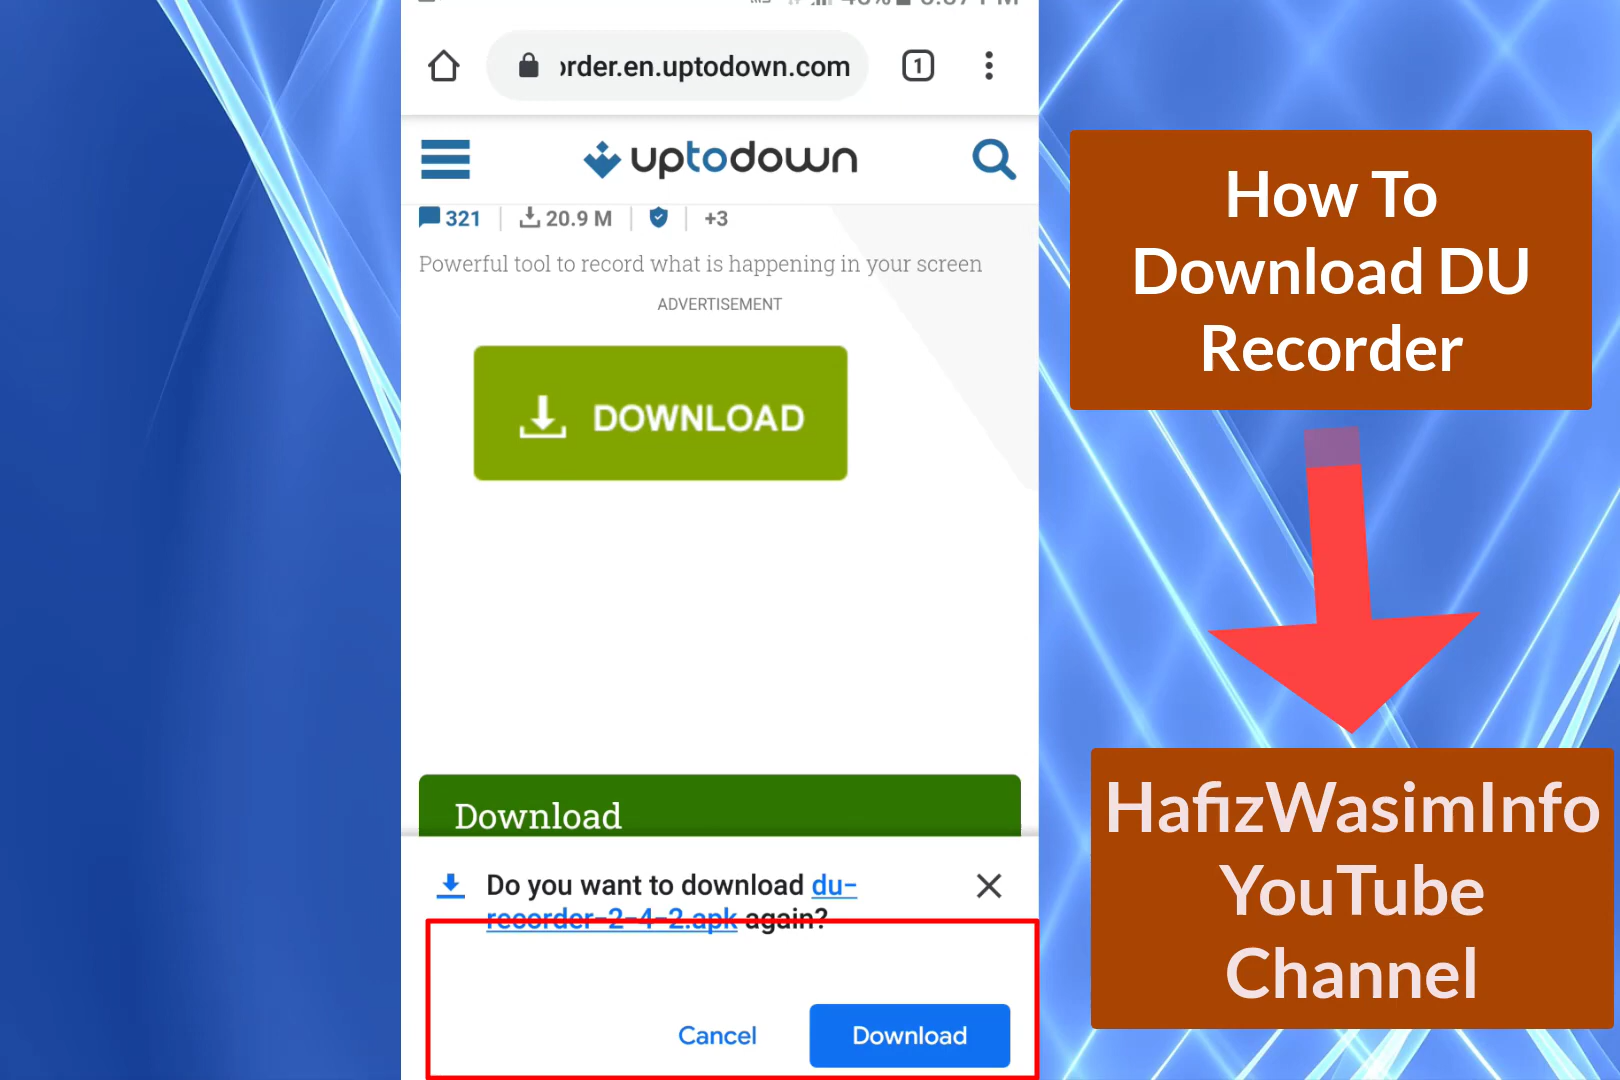 1
rder.en.uptodown.com
uptodown
321
20.9 M
+3
Powerful tool to record what is happening in your screen
ADVERTISEMENT
DOWNLOAD
Download
Do you want to download du-
recorder-2-4-2.apk again?
Cancel
Download
How To
Download DU
Recorder
HafizWasimInfo
YouTube
Channel